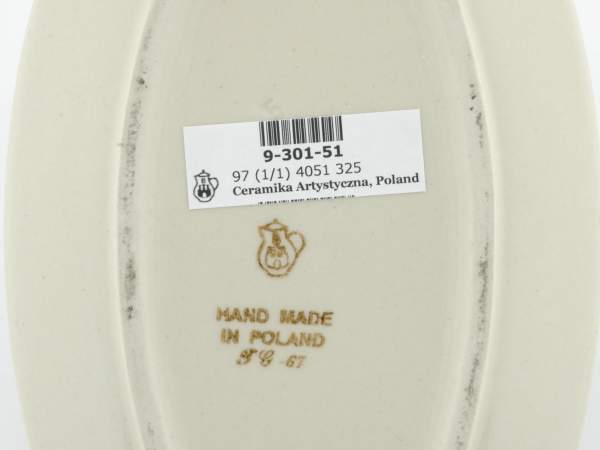 9-301-51
97 (1/1) 4051 325
Ceramika Artystyczna, Poland
HAND MADE
IN POLAND